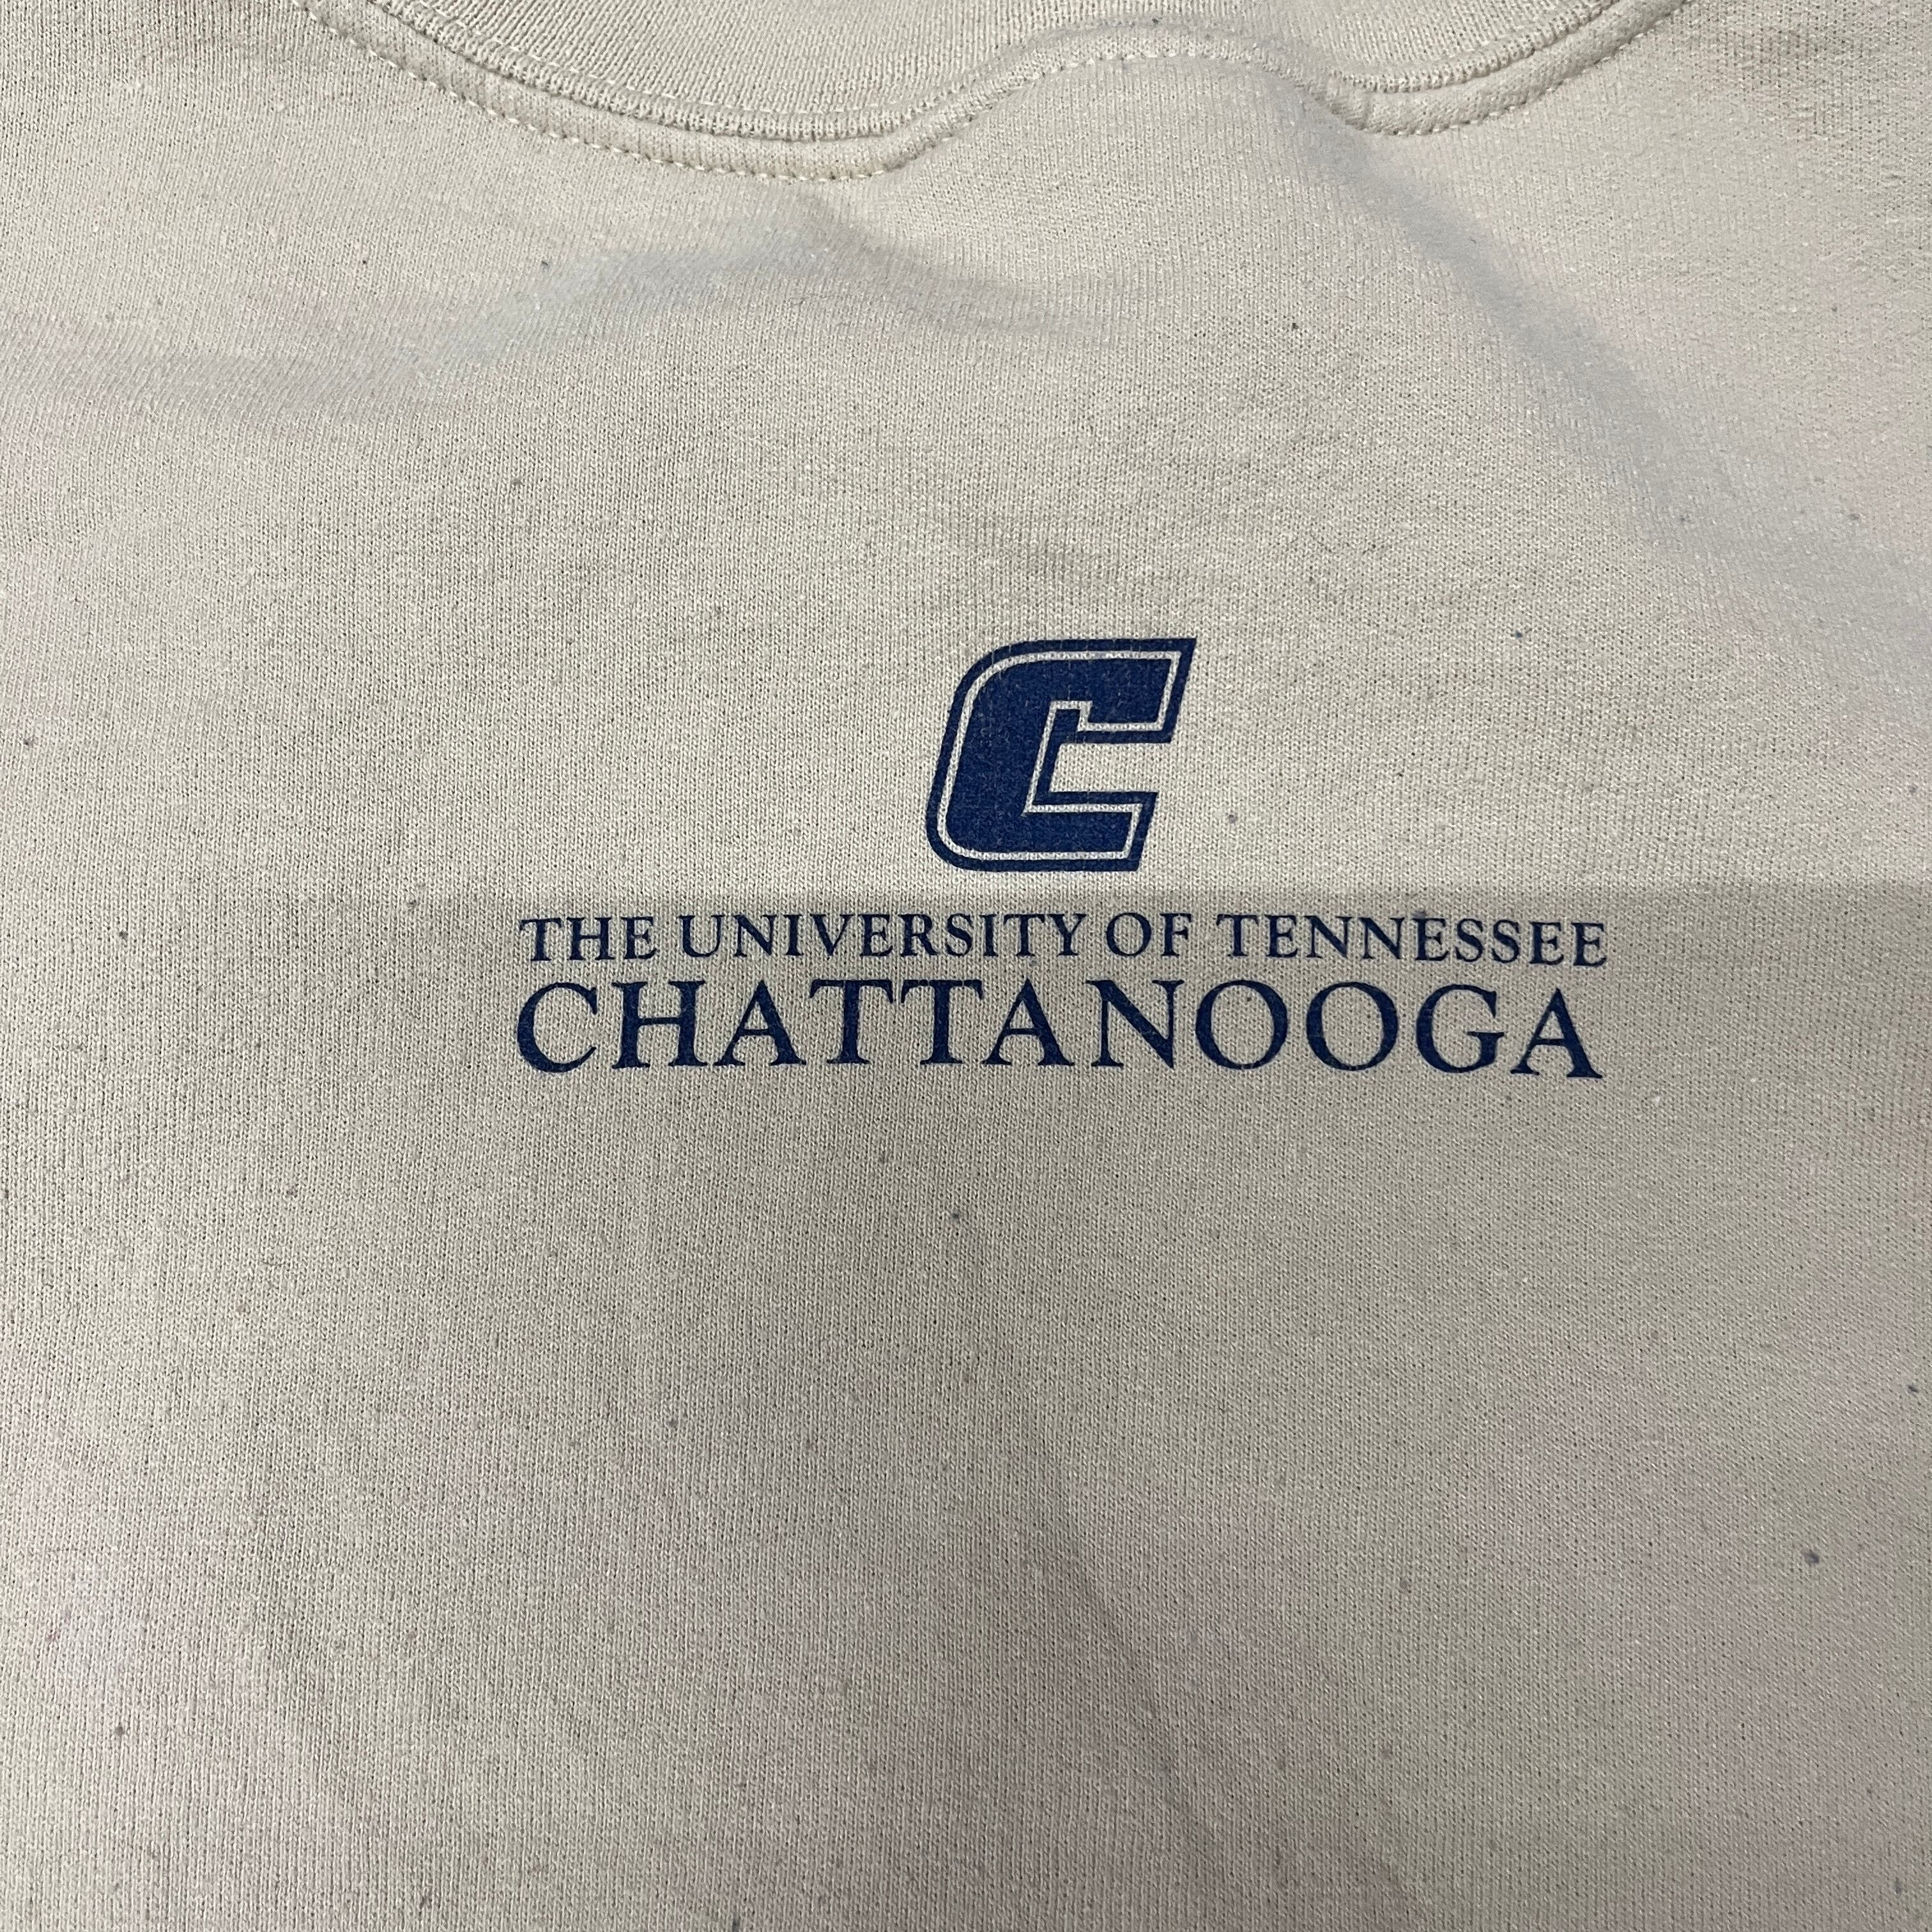 C
THE UNIVERSITY OF TENNESSEE
CHATTANOOGA